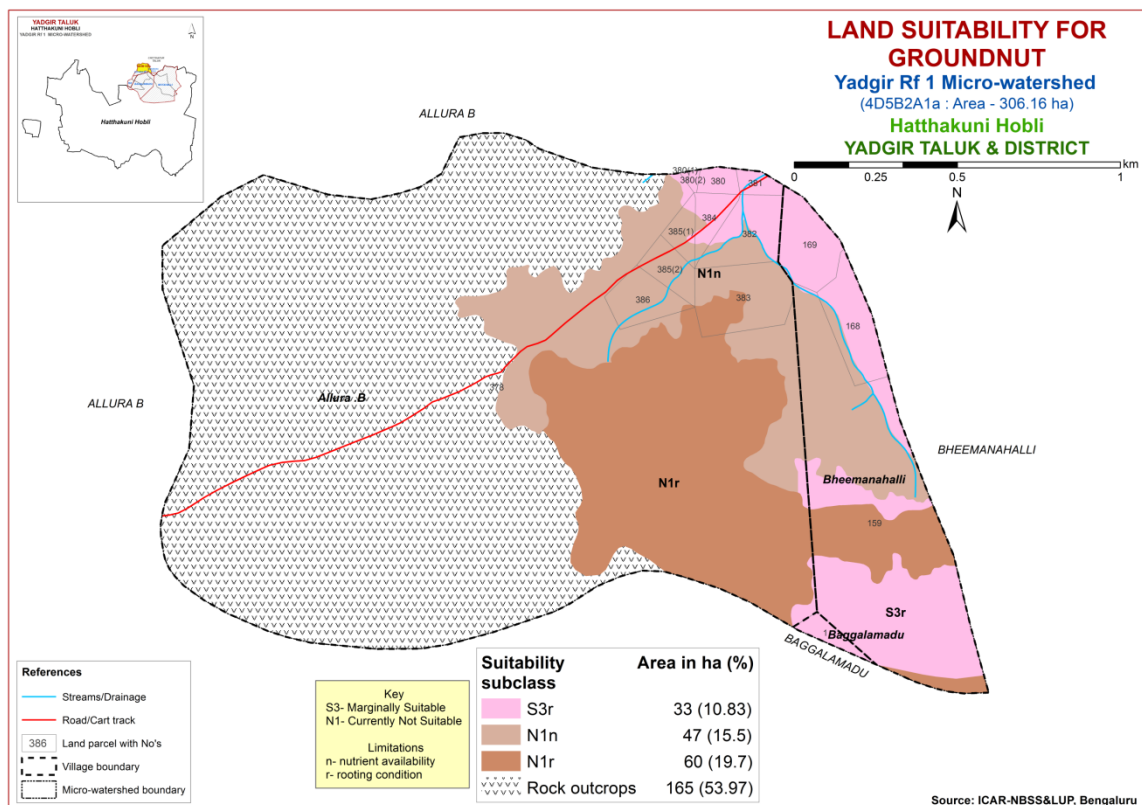 YADGIR TALUK
HATTHAKUNI HOBLI
YADGIR Rf 1 MICRO-WATERSHED
N
Hatthakuni Hobli
LAND SUITABILITY FOR
GROUNDNUT
Yadgir Rf 1 Micro-watershed
(4D5B2A1a : Area - 306.16 ha)
Hatthakuni Hobli
YADGIR TALUK & DISTRICT
km
0 0.25 0.5 1
N
ALLURA B
380(1)
380(2)
380
381
384
385(1)
382
169
385(2)
N1n
386
383
168
378
ALLURA B
Allura .B
BHEEMANAHALLI
N1r
Bheemanahalli
159
S3r
1
Baggalamadu
BAGGALAMADU
References
Streams/Drainage
Road/Cart track
386 Land parcel with No's
Village boundary
Micro-watershed boundary
Key
S3- Marginally Suitable
N1- Currently Not Suitable
Limitations
n- nutrient availability
r- rooting condition
Suitability Area in ha (%)
subclass
S3r 33 (10.83)
N1n 47 (15.5)
N1r 60 (19.7)
Rock outcrops 165 (53.97)
Source: ICAR-NBSS&LUP, Bengaluru